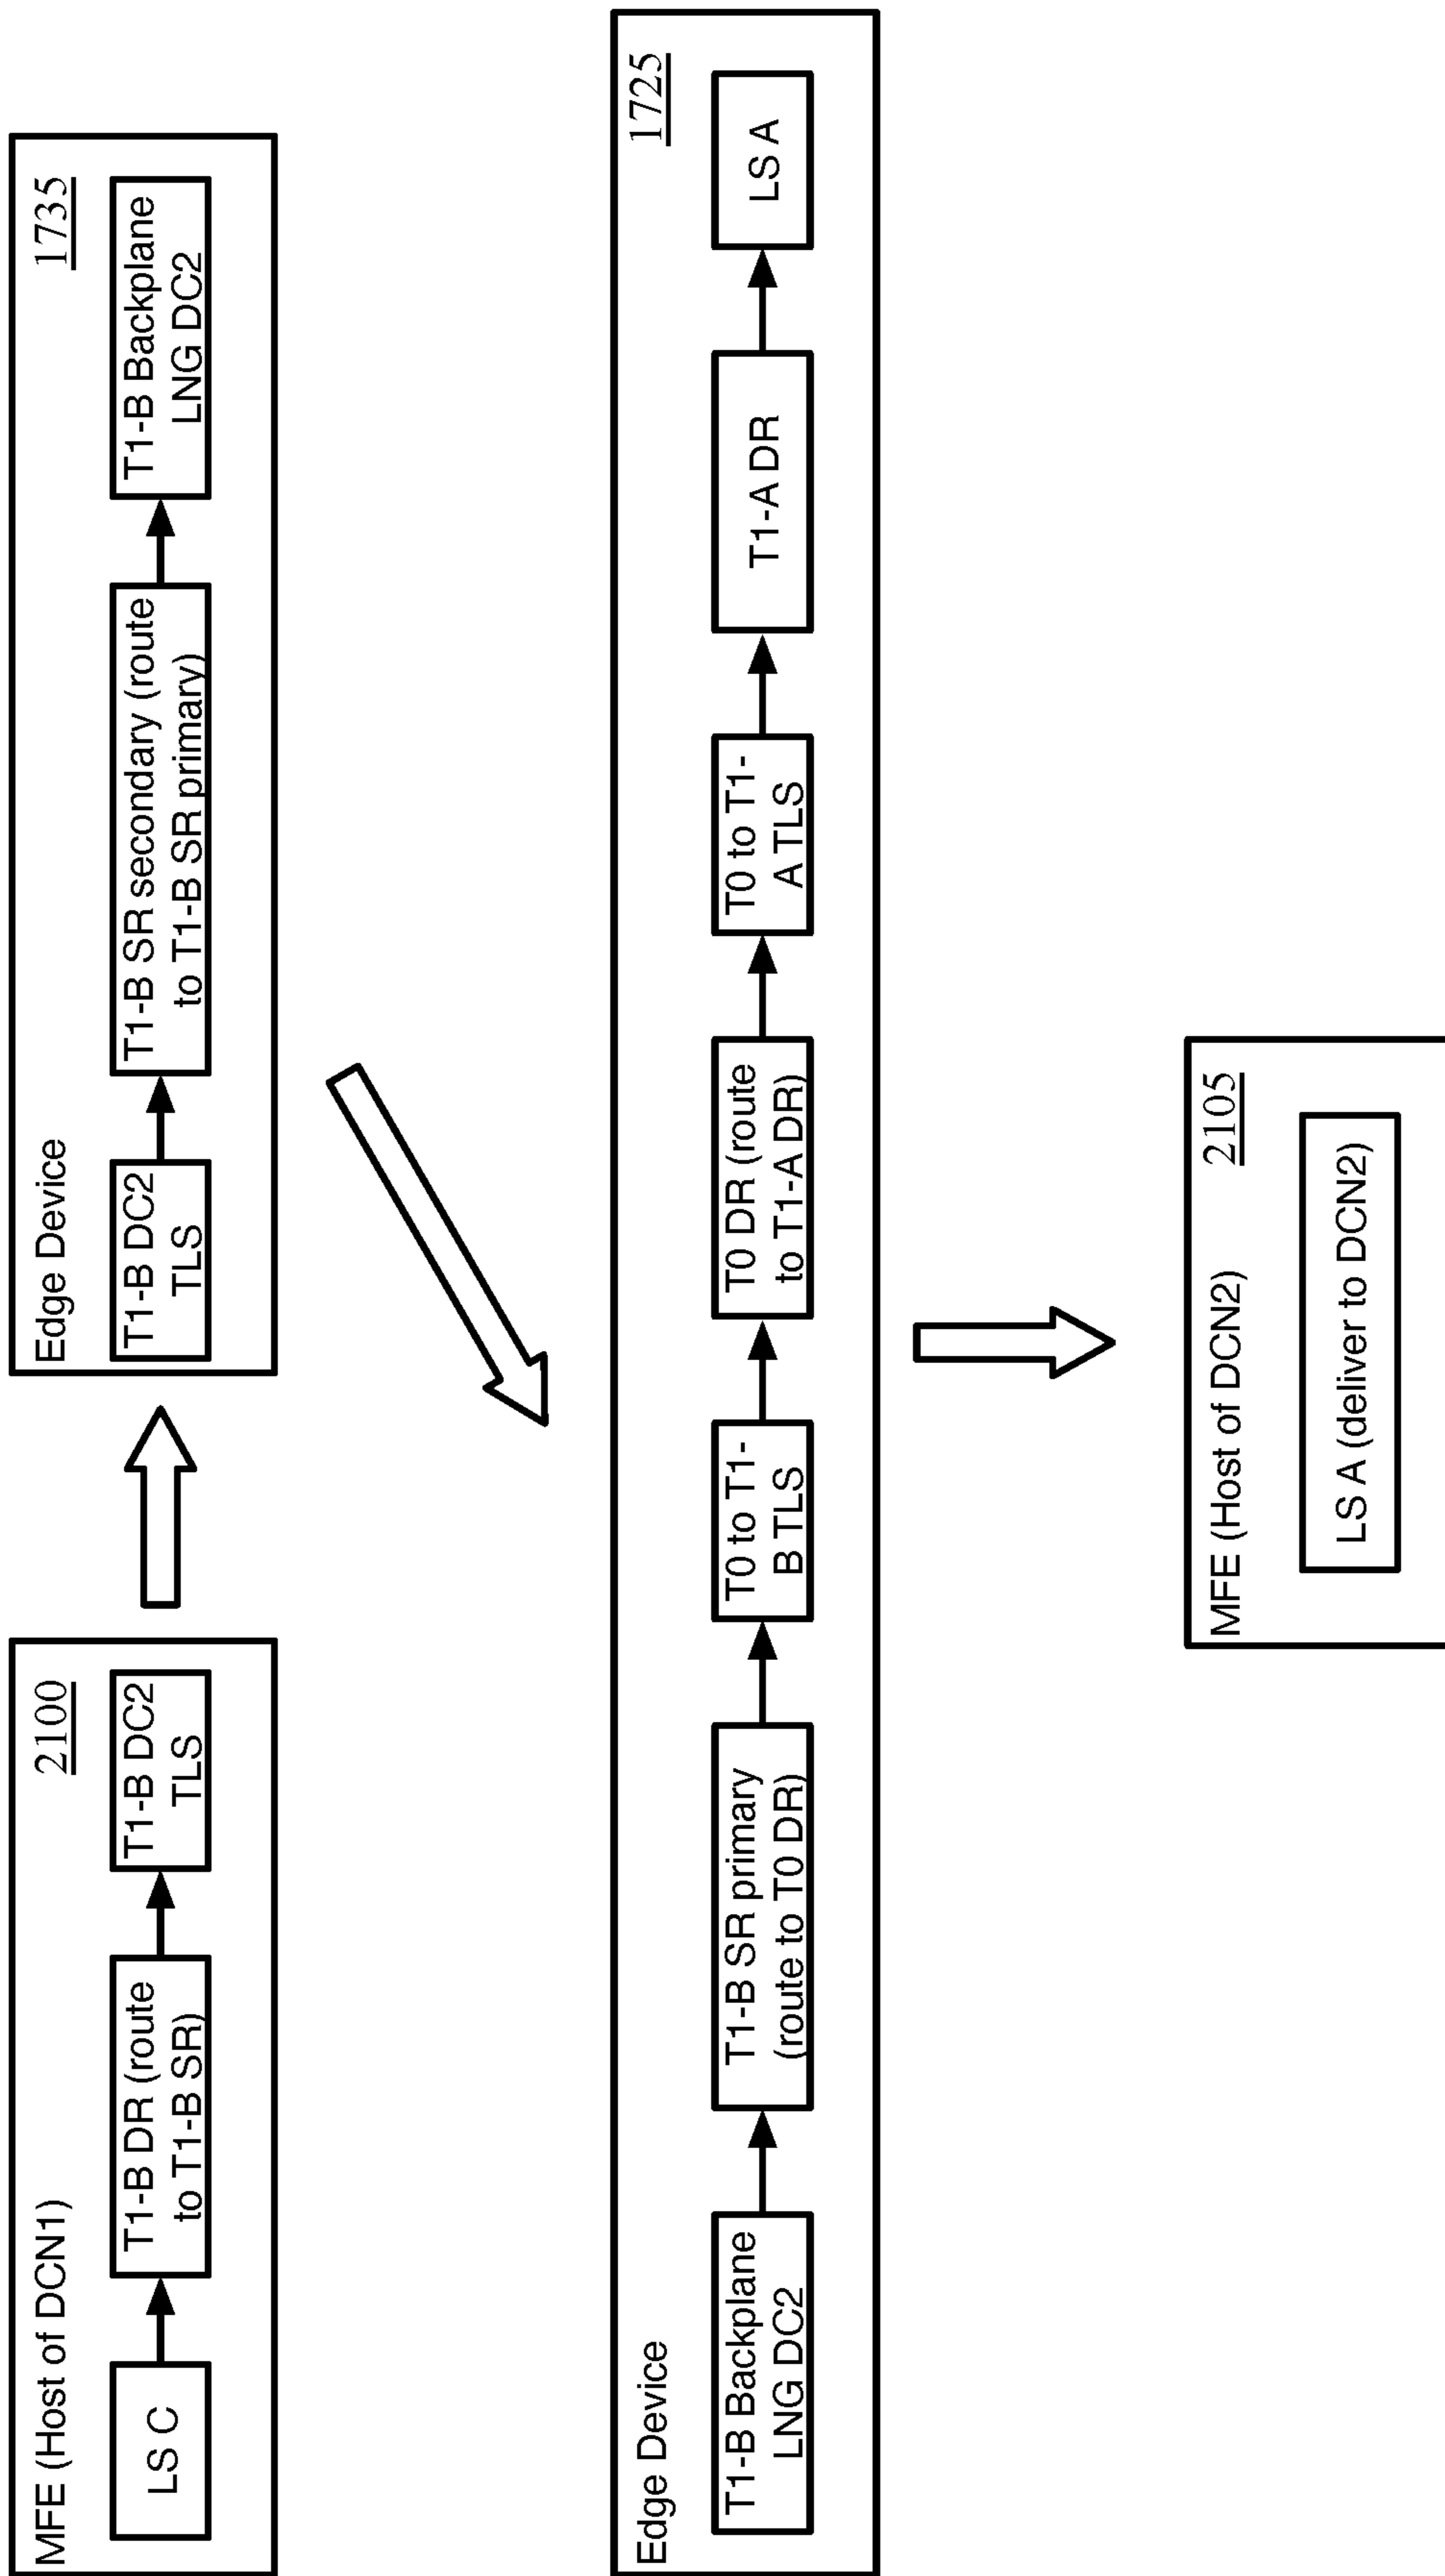 MFE (Host of DCN1)
2100
LS C
T1-B DR (route
to T1-B SR)
T1-B DC2
TLS
Edge Device
1735
T1-B DC2
TLS
T1-B SR secondary (route
to T1-B SR primary)
T1-B Backplane
LNG DC2
Edge Device
1725
T1-B Backplane
LNG DC2
T1-B SR primary
(route to T0 DR)
T0 to T1-
B TLS
T0 DR (route
to T1-A DR)
T0 to T1-
A TLS
T1-A DR
LS A
MFE (Host of DCN2)
2105
LS A (deliver to DCN2)